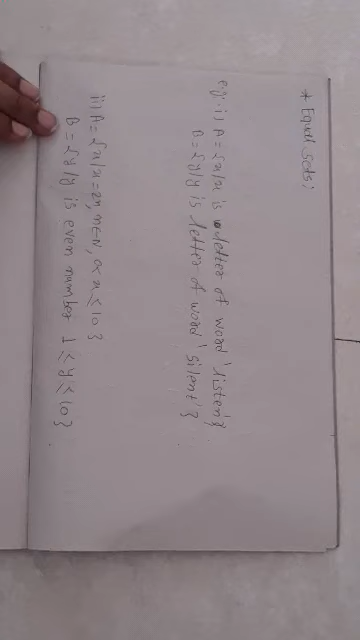 * Equal sets:
eg:- i) A = {x/x is a letter of word 'listen'}
B = {y/y is letter of word 'silent'}
ii) A = {x/x = 2n, n∈N, 0<x≤10}
B = {y/y is even number 1≤y≤10}